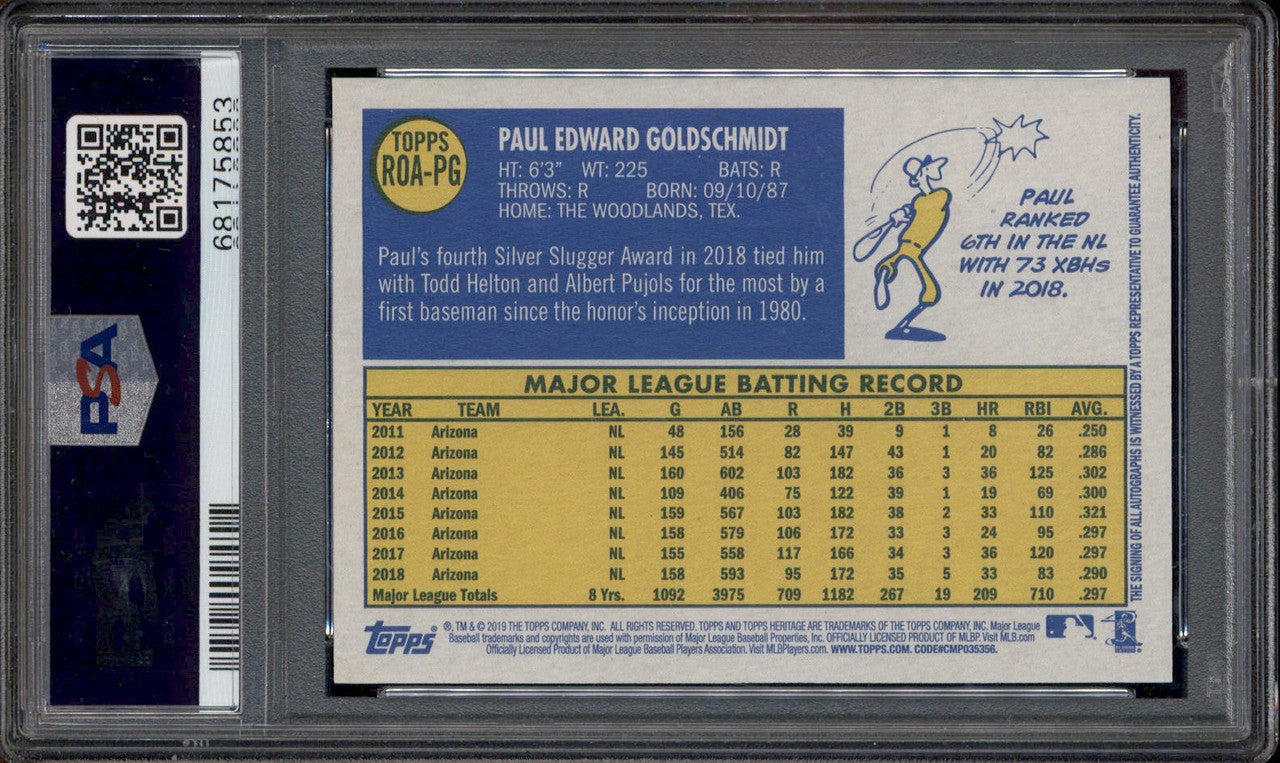 68175853
PSA
TOPPS
ROA-PG
PAUL EDWARD GOLDSCHMIDT
HT: 6'3" WT: 225 BATS: R
THROWS: R BORN: 09/10/87
HOME: THE WOODLANDS, TEX.
Paul's fourth Silver Slugger Award in 2018 tied him
with Todd Helton and Albert Pujols for the most by a
first baseman since the honor's inception in 1980.
PAUL
RANKED
6TH IN THE NL
WITH 73 XBHs
IN 2018.
THE SIGNING OF ALL AUTOGRAPHS IS WITNESSED BY A TOPPS REPRESENTATIVE TO GUARANTEE AUTHENTICITY.
MAJOR LEAGUE BATTING RECORD
YEAR TEAM LEA. G AB R H 2B 3B HR RBI AVG.
2011 Arizona NL 48 156 28 39 9 1 8 26 .250
2012 Arizona NL 145 514 82 147 43 1 20 82 .286
2013 Arizona NL 160 602 103 182 36 3 36 125 .302
2014 Arizona NL 109 406 75 122 39 1 19 69 .300
2015 Arizona NL 159 567 103 182 38 2 33 110 .321
2016 Arizona NL 158 579 106 172 33 3 24 95 .297
2017 Arizona NL 155 558 117 166 34 3 36 120 .297
2018 Arizona NL 158 593 95 172 35 5 33 83 .290
Major League Totals 8 Yrs. 1092 3975 709 1182 267 19 209 710 .297
topps
®, TM & © 2019 THE TOPPS COMPANY, INC. ALL RIGHTS RESERVED. TOPPS AND TOPPS HERITAGE ARE TRADEMARKS OF THE TOPPS COMPANY, INC. Major League
Baseball trademarks and copyrights are used with permission of Major League Baseball Properties, Inc. OFFICIALLY LICENSED PRODUCT OF MLBP. Visit MLB.com
Officially Licensed Product of Major League Baseball Players Association. Visit MLBPlayers.com. WWW.TOPPS.COM. CODE#CMP035356.